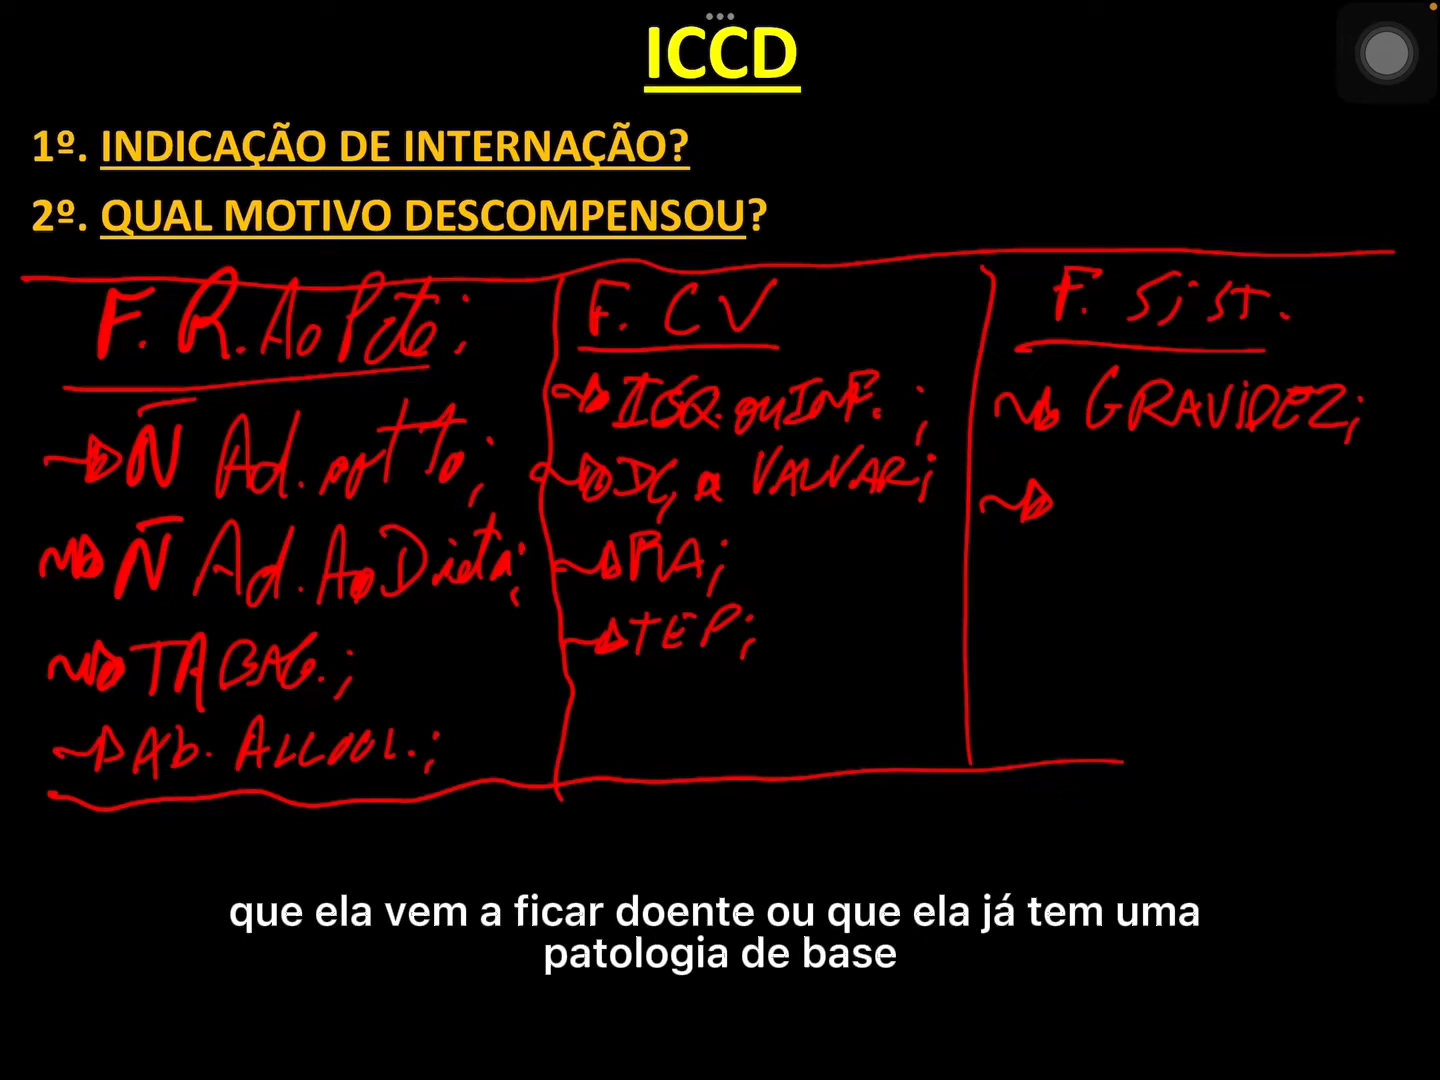 ICCD
1º. INDICAÇÃO DE INTERNAÇÃO?
2º. QUAL MOTIVO DESCOMPENSOU?
F. R. Ao Pcte;
Ñ Ad. ao tto;
Ñ Ad. Ao Dieta;
TABAG.;
Ab. ALCOOL.;
F. CV
ISQ. ou INF.;
DÇ a VALVAR;
FA;
TEP;
F. SiST.
GRAViDEZ;
que ela vem a ficar doente ou que ela já tem uma
patologia de base